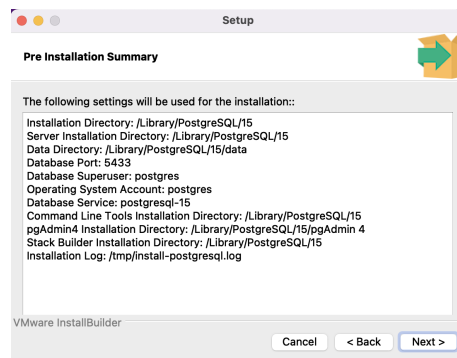 Setup
Pre Installation Summary
The following settings will be used for the installation::
Installation Directory: /Library/PostgreSQL/15
Server Installation Directory: /Library/PostgreSQL/15
Data Directory: /Library/PostgreSQL/15/data
Database Port: 5433
Database Superuser: postgres
Operating System Account: postgres
Database Service: postgresql-15
Command Line Tools Installation Directory: /Library/PostgreSQL/15
pgAdmin4 Installation Directory: /Library/PostgreSQL/15/pgAdmin 4
Stack Builder Installation Directory: /Library/PostgreSQL/15
Installation Log: /tmp/install-postgresql.log
VMware InstallBuilder
Cancel < Back Next >